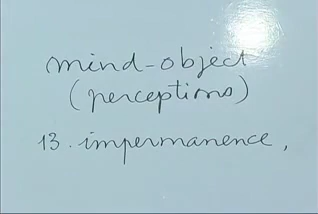 mind-object
(perceptions)
13. impermanence,